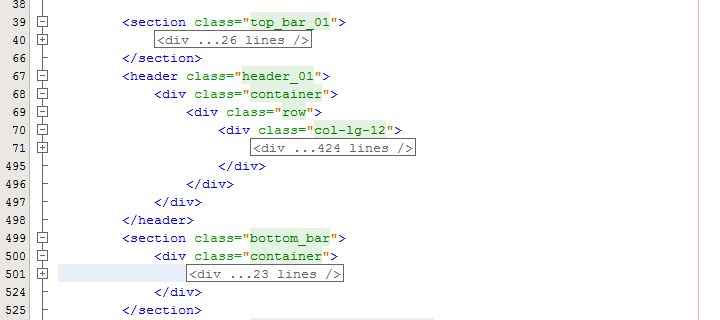 38
39 <section class="top_bar_01">
40 <div ...26 lines />
66 </section>
67 <header class="header_01">
68 <div class="container">
69 <div class="row">
70 <div class="col-lg-12">
71 <div ...424 lines />
495 </div>
496 </div>
497 </div>
498 </header>
499 <section class="bottom_bar">
500 <div class="container">
501 <div ...23 lines />
524 </div>
525 </section>